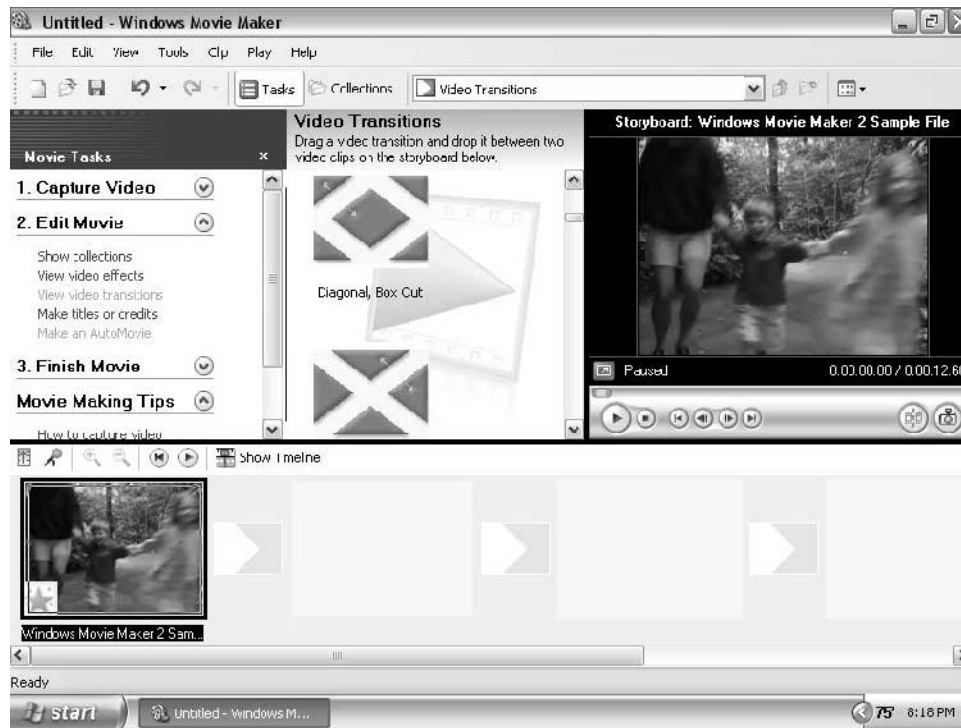 Untitled - Windows Movie Maker
File Edit View Tools Clip Play Help
Tasks Collections Video Transitions
Movie Tasks
1. Capture Video
2. Edit Movie
Show collections
View video effects
View video transitions
Make titles or credits
Make an AutoMovie
3. Finish Movie
Movie Making Tips
How to capture video
Video Transitions
Drag a video transition and drop it between two
video clips on the storyboard below.
Diagonal, Box Cut
Storyboard: Windows Movie Maker 2 Sample File
Paused 0:00:00.00 / 0:00:12.60
Show Timeline
Windows Movie Maker 2 Sam...
Ready
start Untitled - Windows M... 75° 8:18 PM